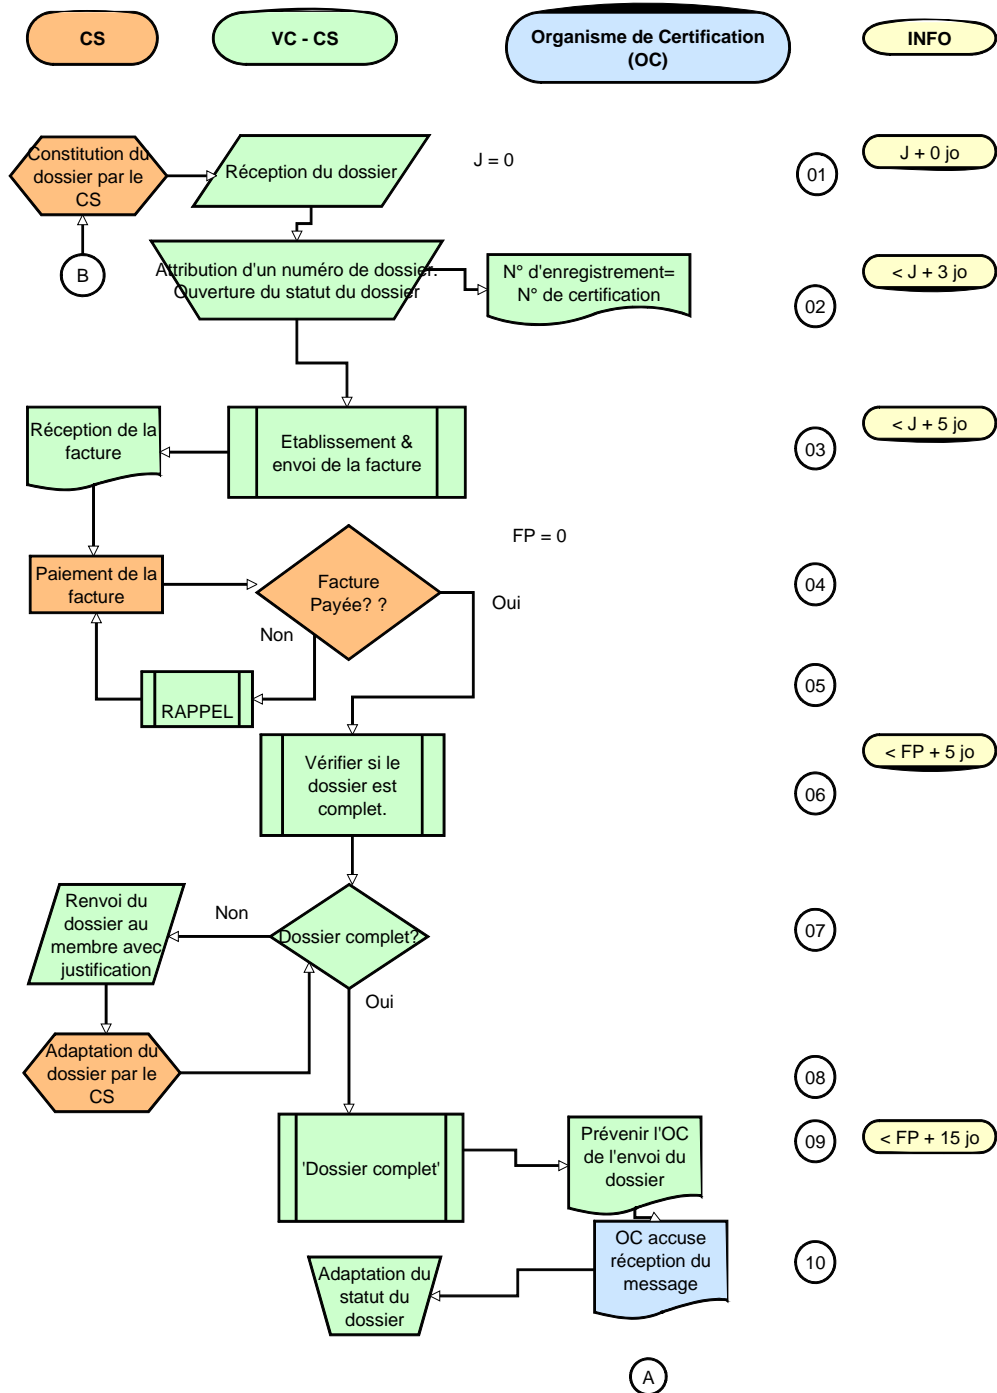 CS
VC - CS
Organisme de Certification
(OC)
INFO
Constitution du
dossier par le
CS
Réception du dossier
J = 0
01
J + 0 jo
B
Attribution d'un numéro de dossier.
Ouverture du statut du dossier
N° d'enregistrement=
N° de certification
02
< J + 3 jo
Réception de la
facture
Etablissement &
envoi de la facture
03
< J + 5 jo
FP = 0
Paiement de la
facture
Facture
Payée? ?
Oui
04
Non
RAPPEL
05
Vérifier si le
dossier est
complet.
06
< FP + 5 jo
Renvoi du
dossier au
membre avec
justification
Non
Dossier complet?
07
Oui
Adaptation du
dossier par le
CS
08
'Dossier complet'
Prévenir l'OC
de l'envoi du
dossier
09
< FP + 15 jo
OC accuse
réception du
message
10
Adaptation du
statut du
dossier
A